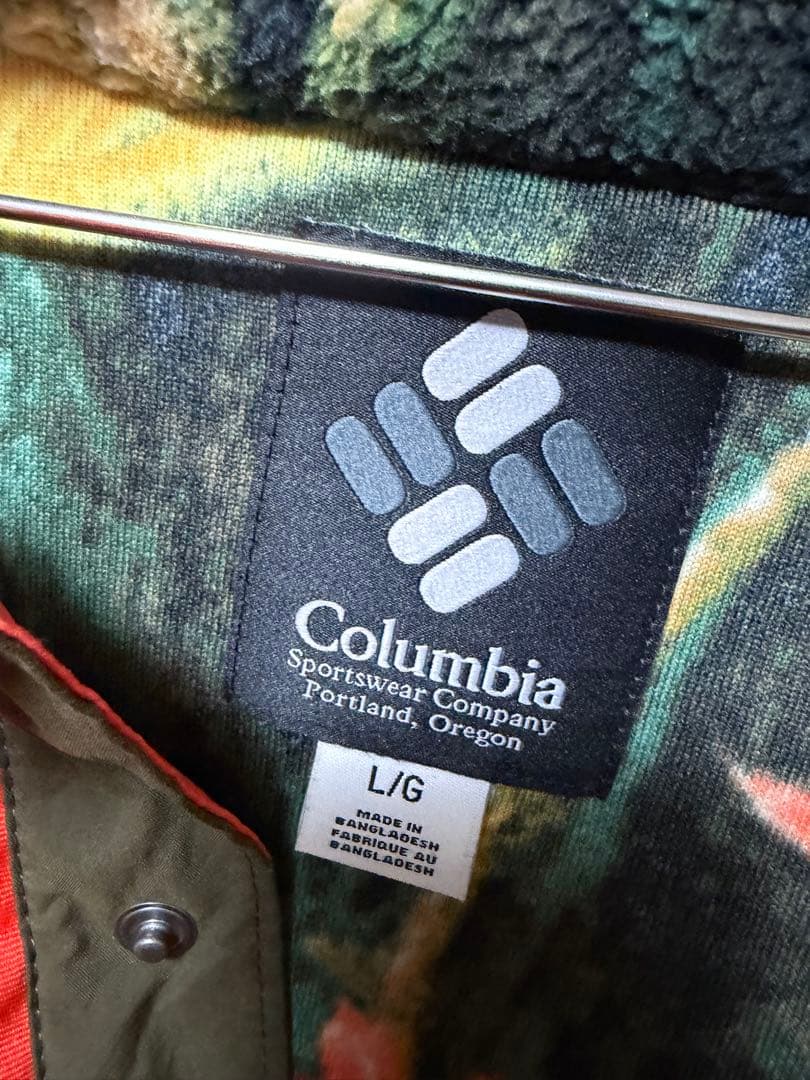 Columbia
Sportswear Company
Portland, Oregon
L/G
MADE IN
BANGLADESH
FABRIQUE AU
BANGLADESH